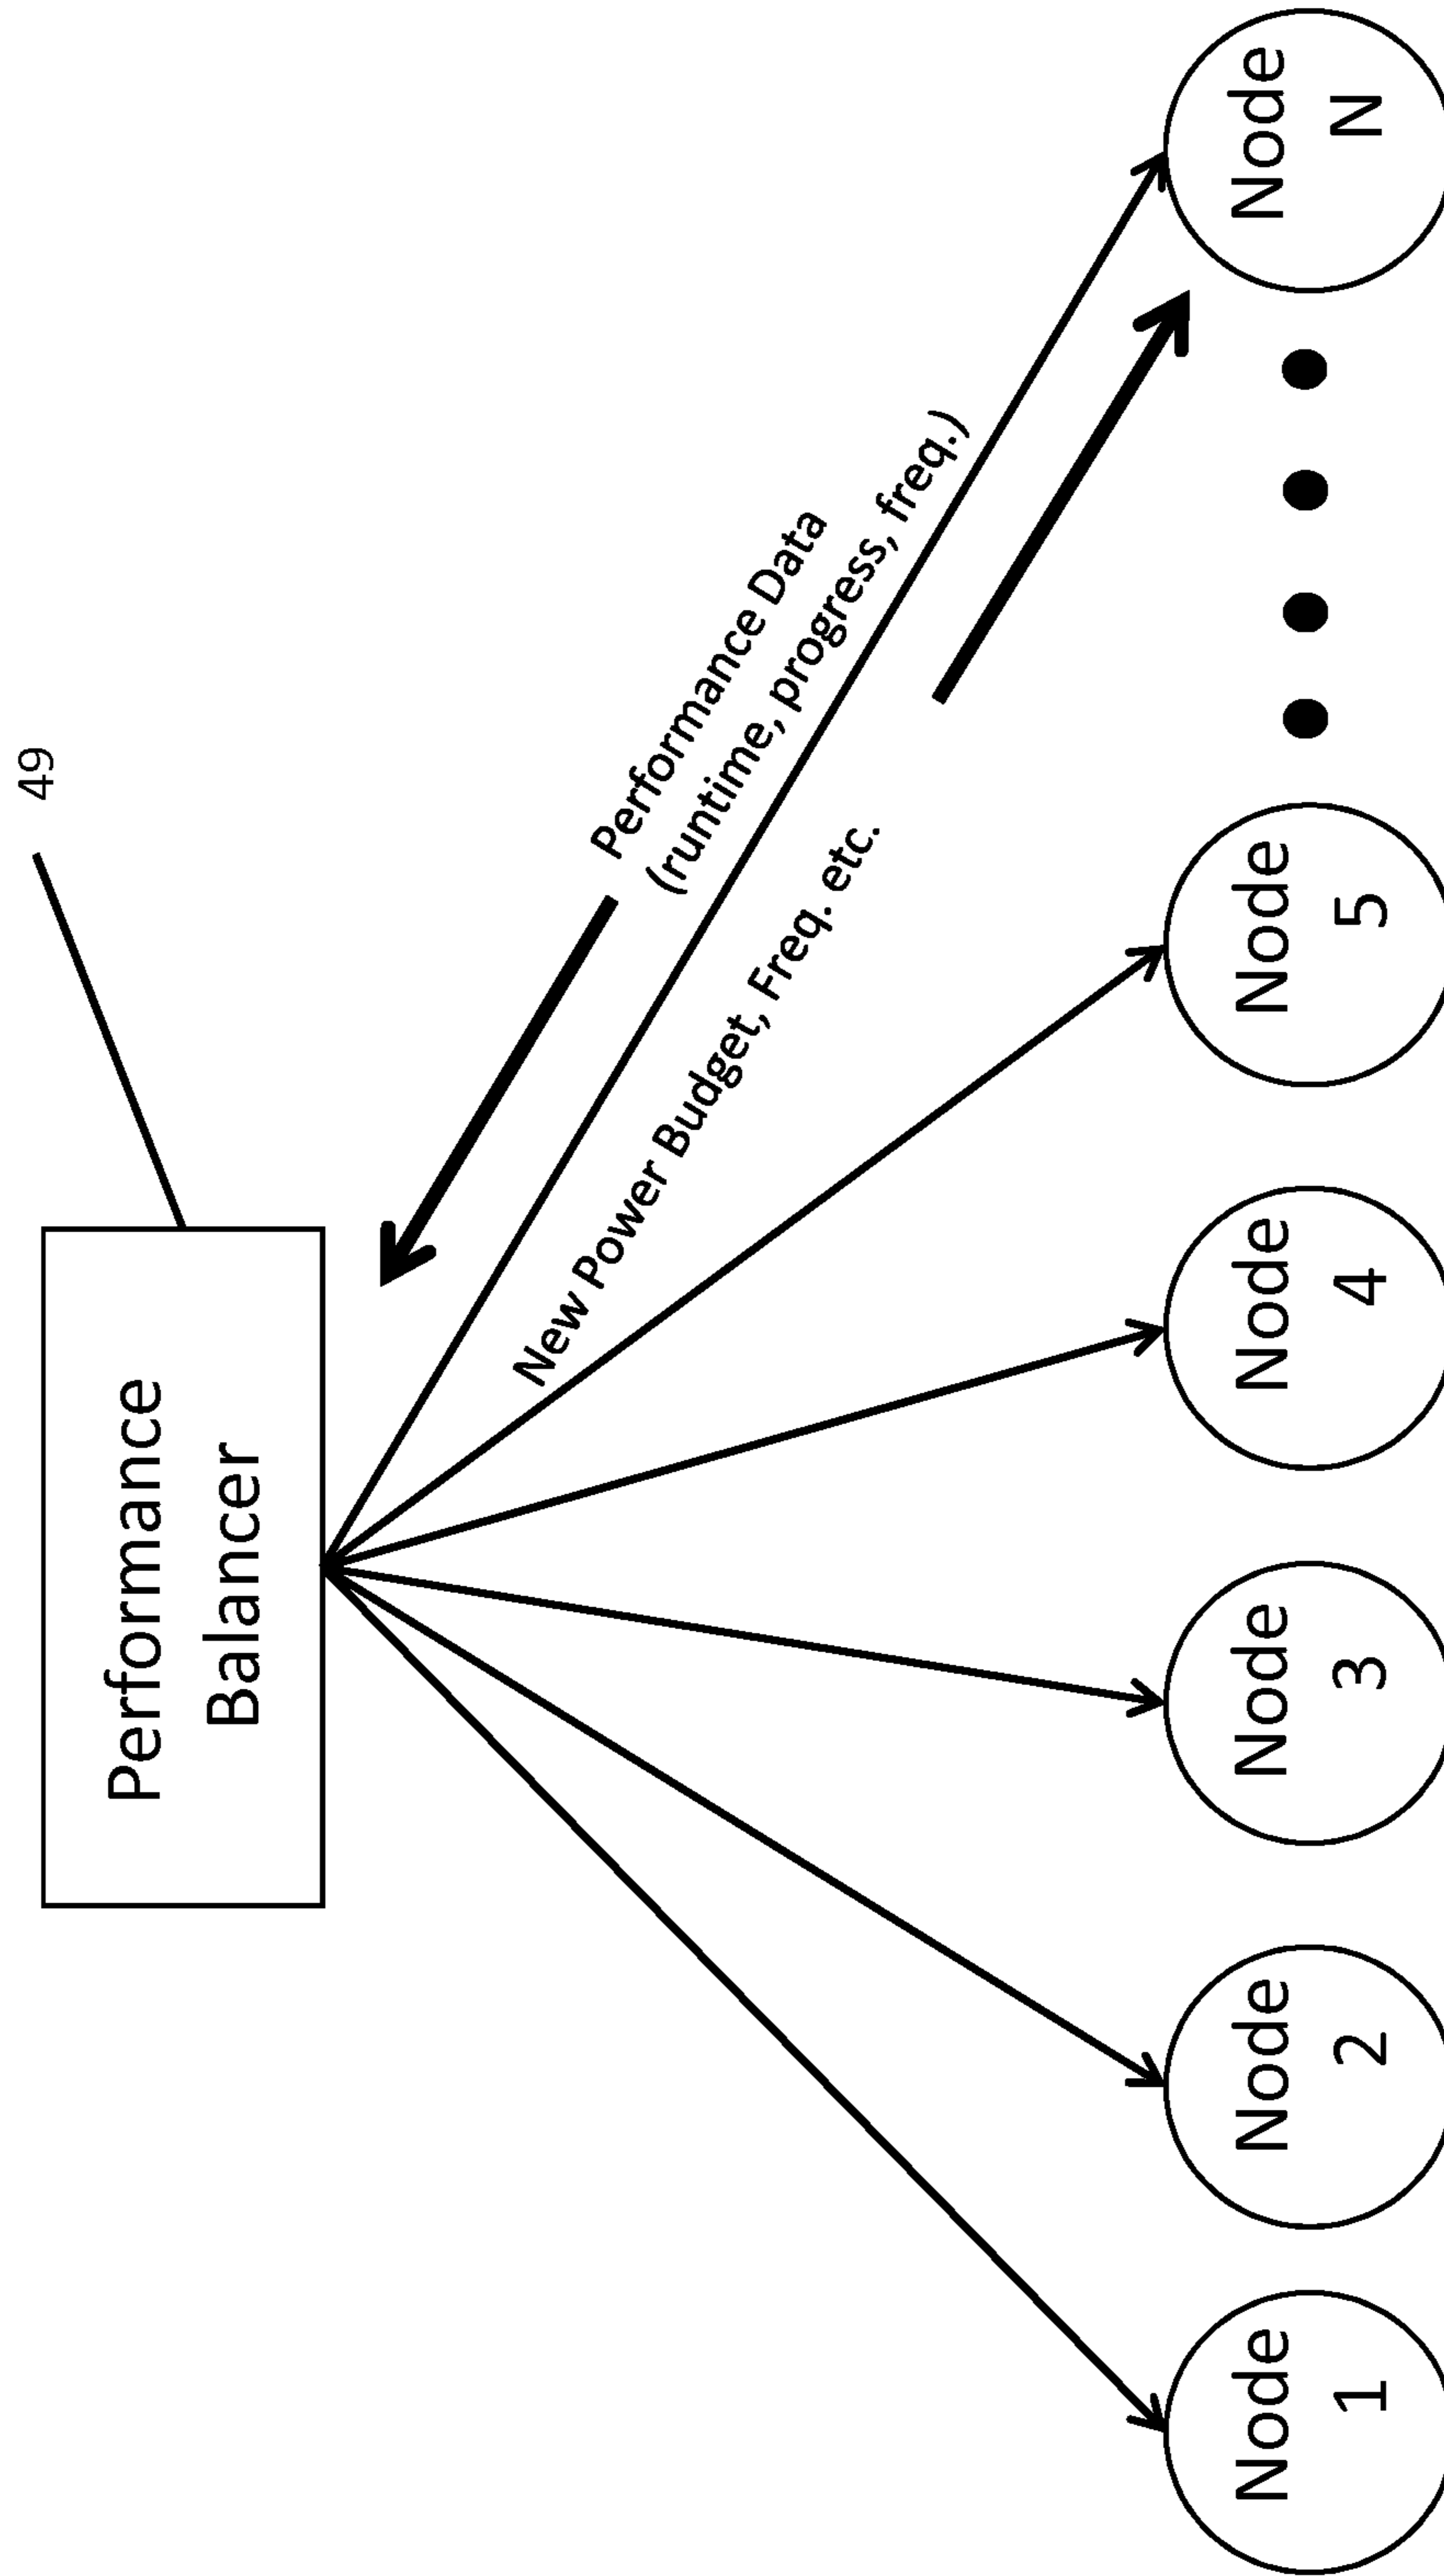 49
Performance
Balancer
Performance Data
(runtime, progress, freq.)
New Power Budget, Freq. etc.
Node
1
Node
2
Node
3
Node
4
Node
5
Node
N